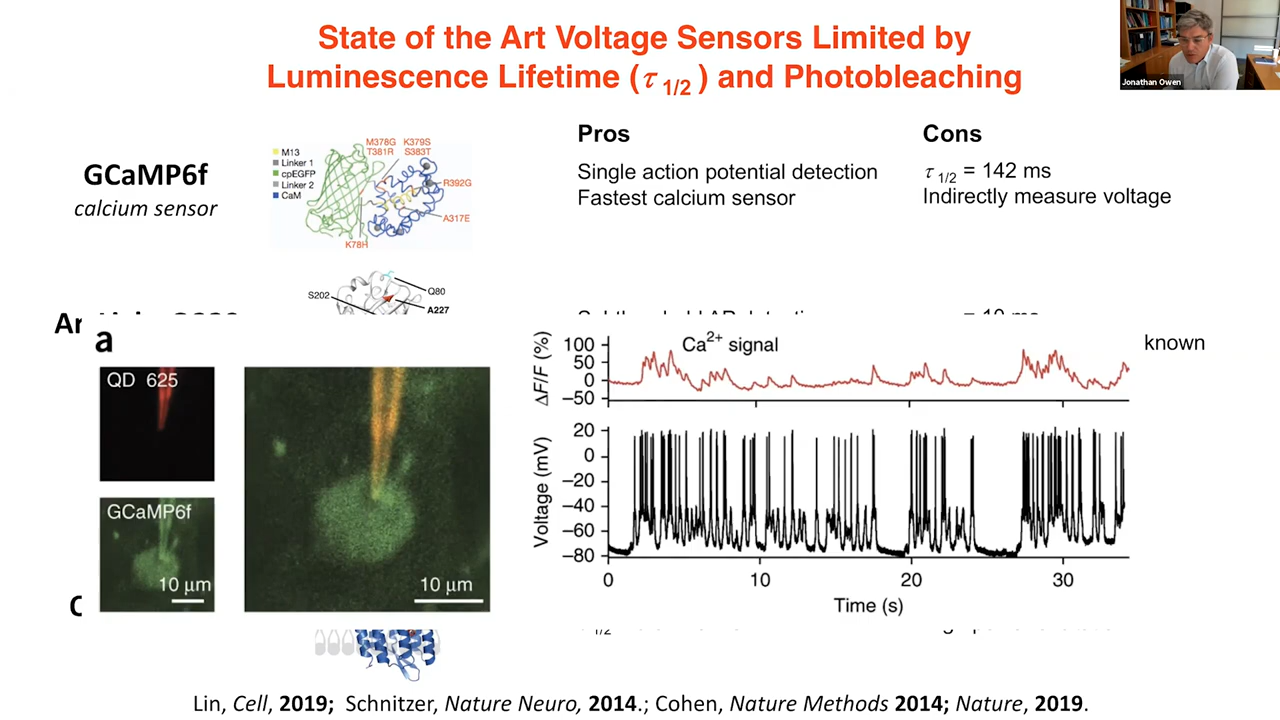 State of the Art Voltage Sensors Limited by
Luminescence Lifetime (τ 1/2 ) and Photobleaching
Jonathan Owen
Pros
Cons
GCaMP6f
calcium sensor
M13
Linker 1
cpEGFP
Linker 2
CaM
M378G K379S
T381R S383T
R392G
A317E
K78H
Single action potential detection
Fastest calcium sensor
τ 1/2 = 142 ms
Indirectly measure voltage
S202
Q80
A227
known
a
QD 625
GCaMP6f
10 μm
10 μm
Ca2+ signal
ΔF/F (%)
100
50
0
−50
Voltage (mV)
20
0
−20
−40
−60
−80
0 10 20 30
Time (s)
1/2
Lin, Cell, 2019; Schnitzer, Nature Neuro, 2014.; Cohen, Nature Methods 2014; Nature, 2019.